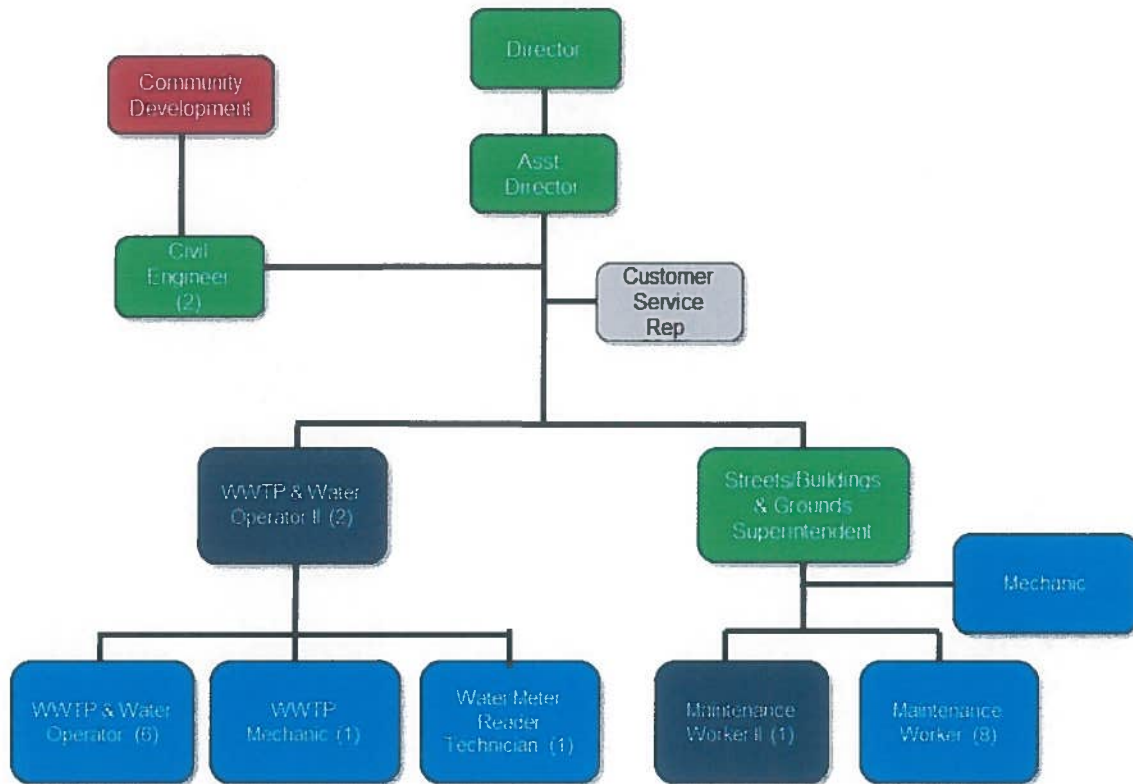 Director
Community
Development
Asst
Director
Civil
Engineer
(2)
Customer
Service
Rep
WWTP & Water
Operator II (2)
Streets/Buildings
& Grounds
Superintendent
Mechanic
WWTP & Water
Operator (6)
WWTP
Mechanic (1)
Water Meter
Reader
Technician (1)
Maintenance
Worker II (1)
Maintenance
Worker (8)